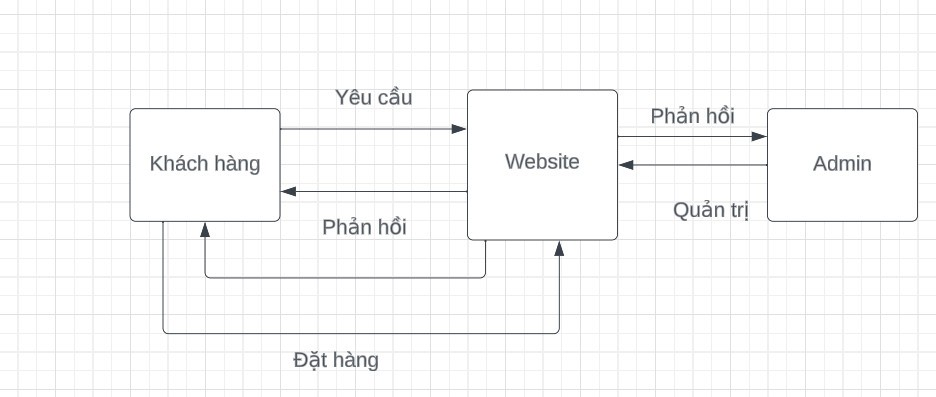 Yêu cầu
Phản hồi
Khách hàng
Website
Admin
Phản hồi
Quản trị
Đặt hàng